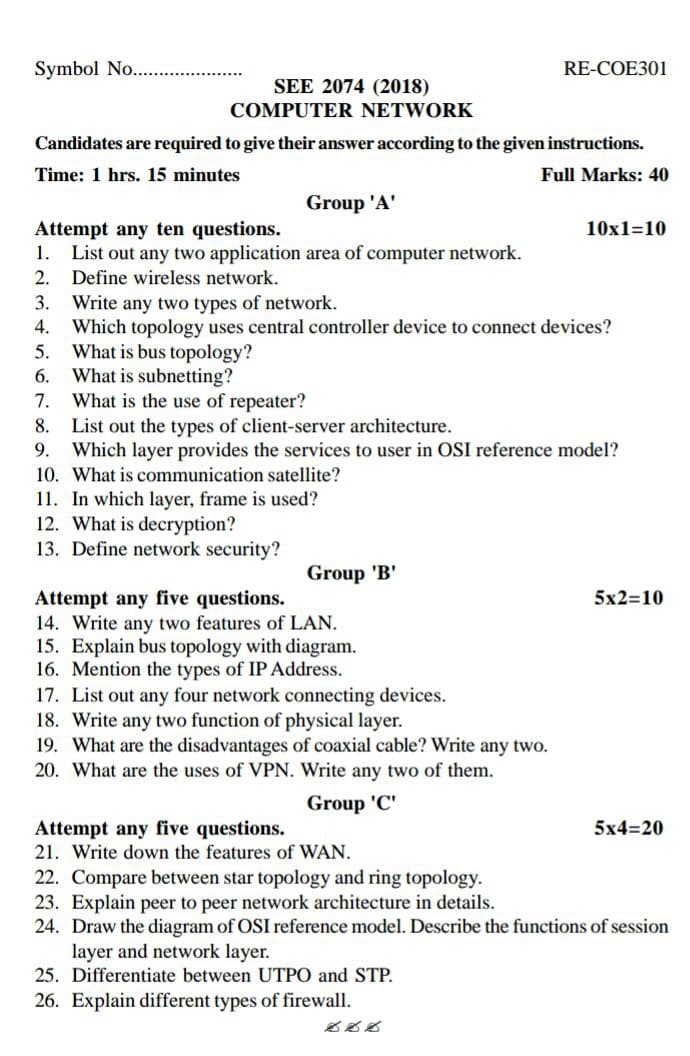 Symbol No.....................
RE-COE301
SEE 2074 (2018)
COMPUTER NETWORK
Candidates are required to give their answer according to the given instructions.
Time: 1 hrs. 15 minutes
Full Marks: 40
Group 'A'
Attempt any ten questions.
10x1=10
1. List out any two application area of computer network.
2. Define wireless network.
3. Write any two types of network.
4. Which topology uses central controller device to connect devices?
5. What is bus topology?
6. What is subnetting?
7. What is the use of repeater?
8. List out the types of client-server architecture.
9. Which layer provides the services to user in OSI reference model?
10. What is communication satellite?
11. In which layer, frame is used?
12. What is decryption?
13. Define network security?
Group 'B'
Attempt any five questions.
5x2=10
14. Write any two features of LAN.
15. Explain bus topology with diagram.
16. Mention the types of IP Address.
17. List out any four network connecting devices.
18. Write any two function of physical layer.
19. What are the disadvantages of coaxial cable? Write any two.
20. What are the uses of VPN. Write any two of them.
Group 'C'
Attempt any five questions.
5x4=20
21. Write down the features of WAN.
22. Compare between star topology and ring topology.
23. Explain peer to peer network architecture in details.
24. Draw the diagram of OSI reference model. Describe the functions of session
layer and network layer.
25. Differentiate between UTPO and STP.
26. Explain different types of firewall.